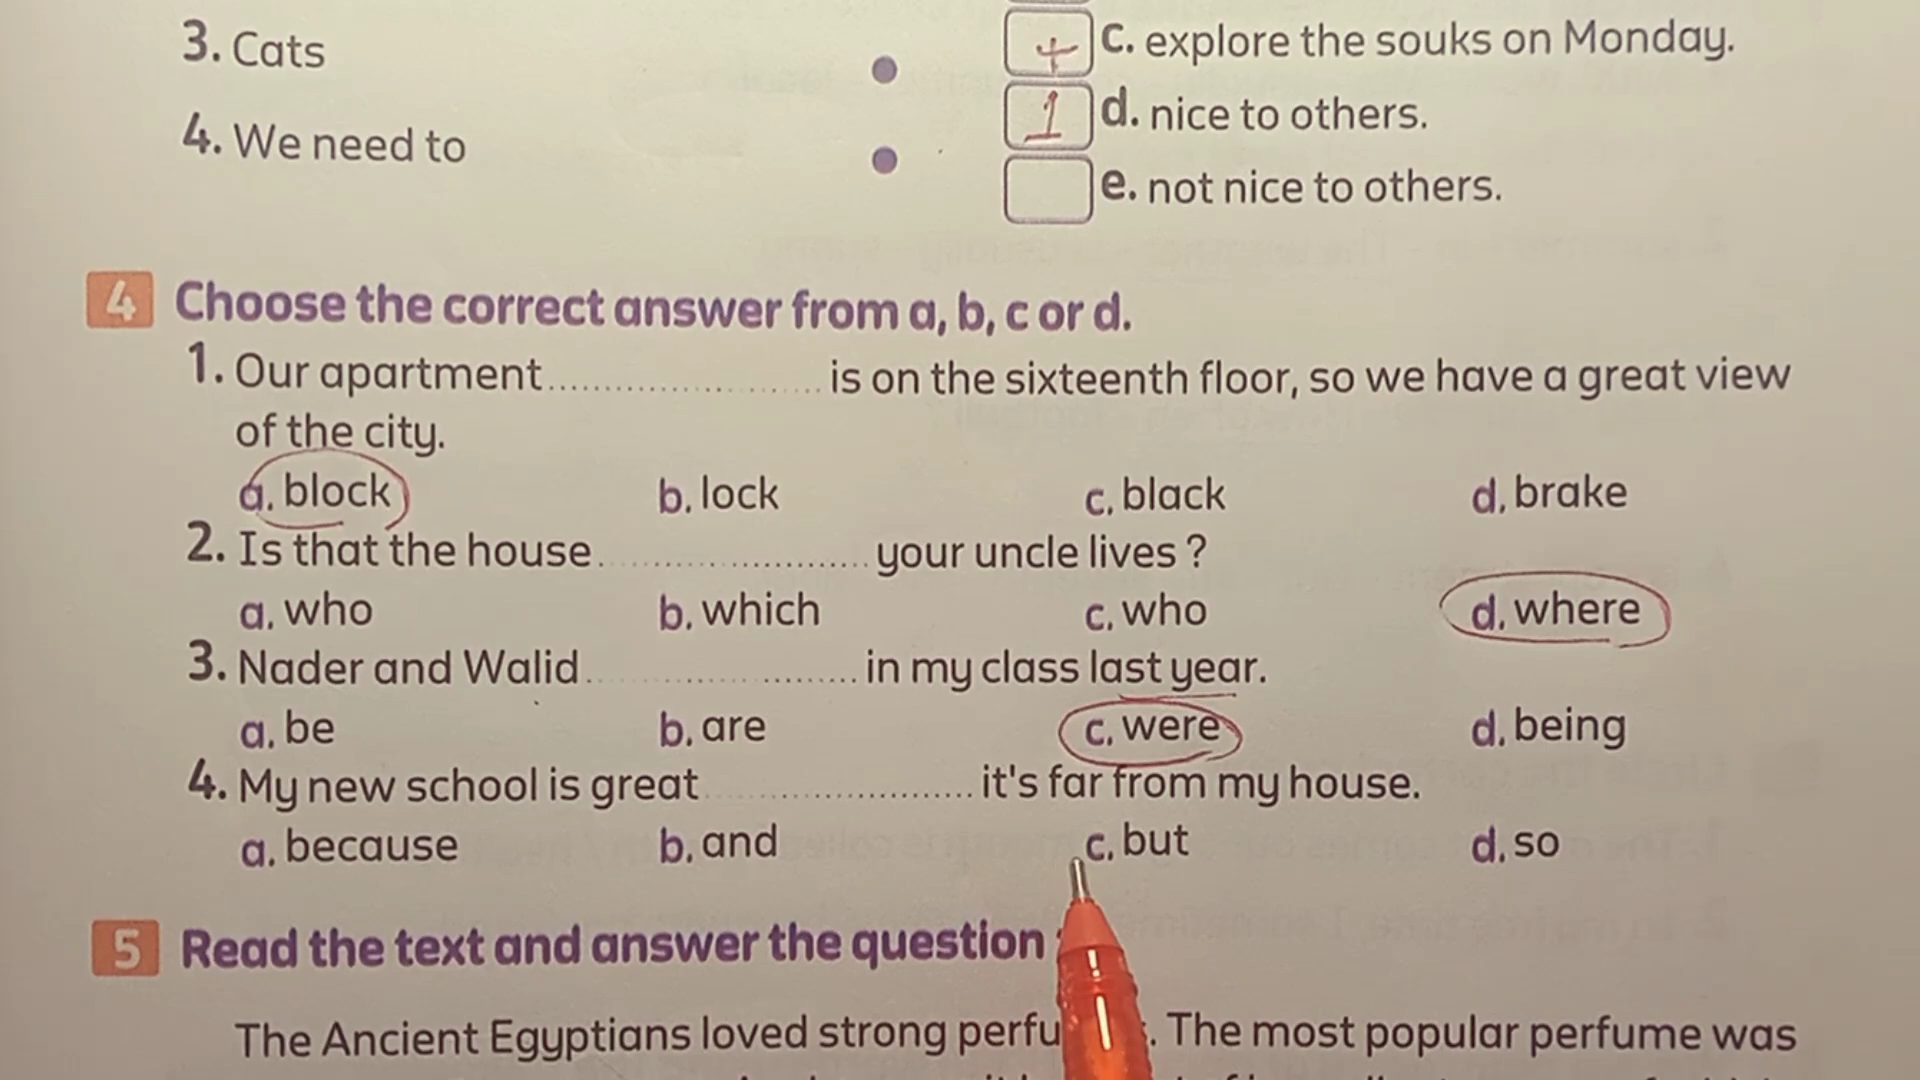 3. Cats
+ c. explore the souks on Monday.
1 d. nice to others.
4. We need to
e. not nice to others.
4 Choose the correct answer from a, b, c or d.
1. Our apartment...................... is on the sixteenth floor, so we have a great view
of the city.
a. block b. lock c. black d. brake
2. Is that the house...................... your uncle lives ?
a. who b. which c. who d. where
3. Nader and Walid...................... in my class last year.
a. be b. are c. were d. being
4. My new school is great...................... it's far from my house.
a. because b. and c. but d. so
5 Read the text and answer the question
The Ancient Egyptians loved strong . The most popular perfume was